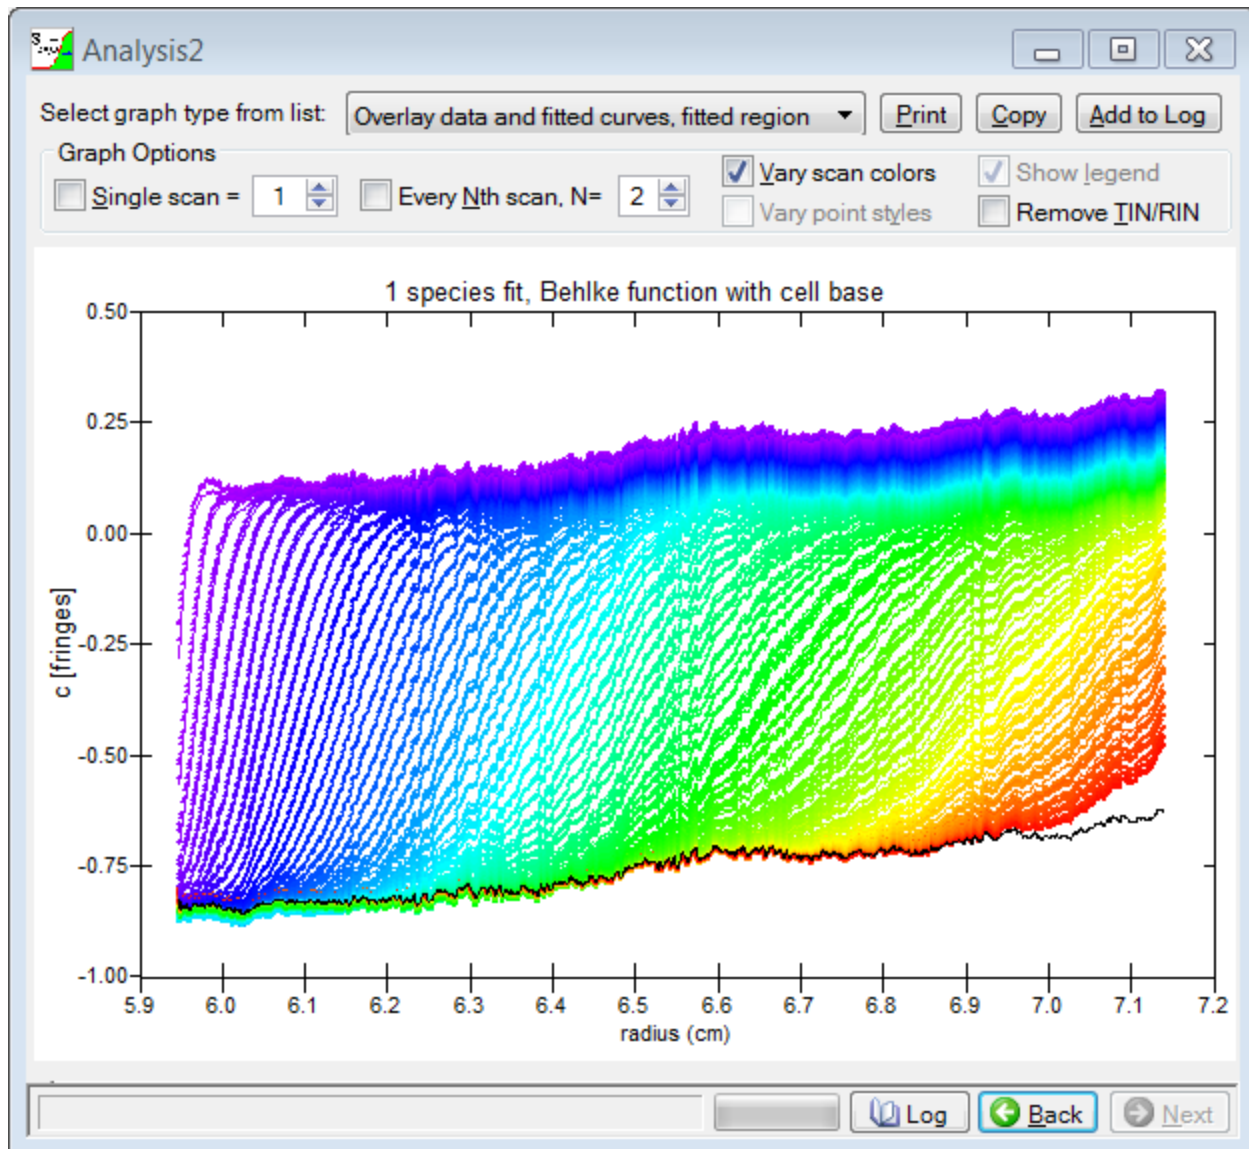 Analysis2
Select graph type from list: Overlay data and fitted curves, fitted region Print Copy Add to Log
Graph Options
Single scan = 1 Every Nth scan, N= 2 Vary scan colors Show legend
Vary point styles Remove TIN/RIN
1 species fit, Behlke function with cell base
0.50
0.25
0.00
-0.25
-0.50
-0.75
-1.00
c [fringes]
5.9 6.0 6.1 6.2 6.3 6.4 6.5 6.6 6.7 6.8 6.9 7.0 7.1 7.2
radius (cm)
Log Back Next